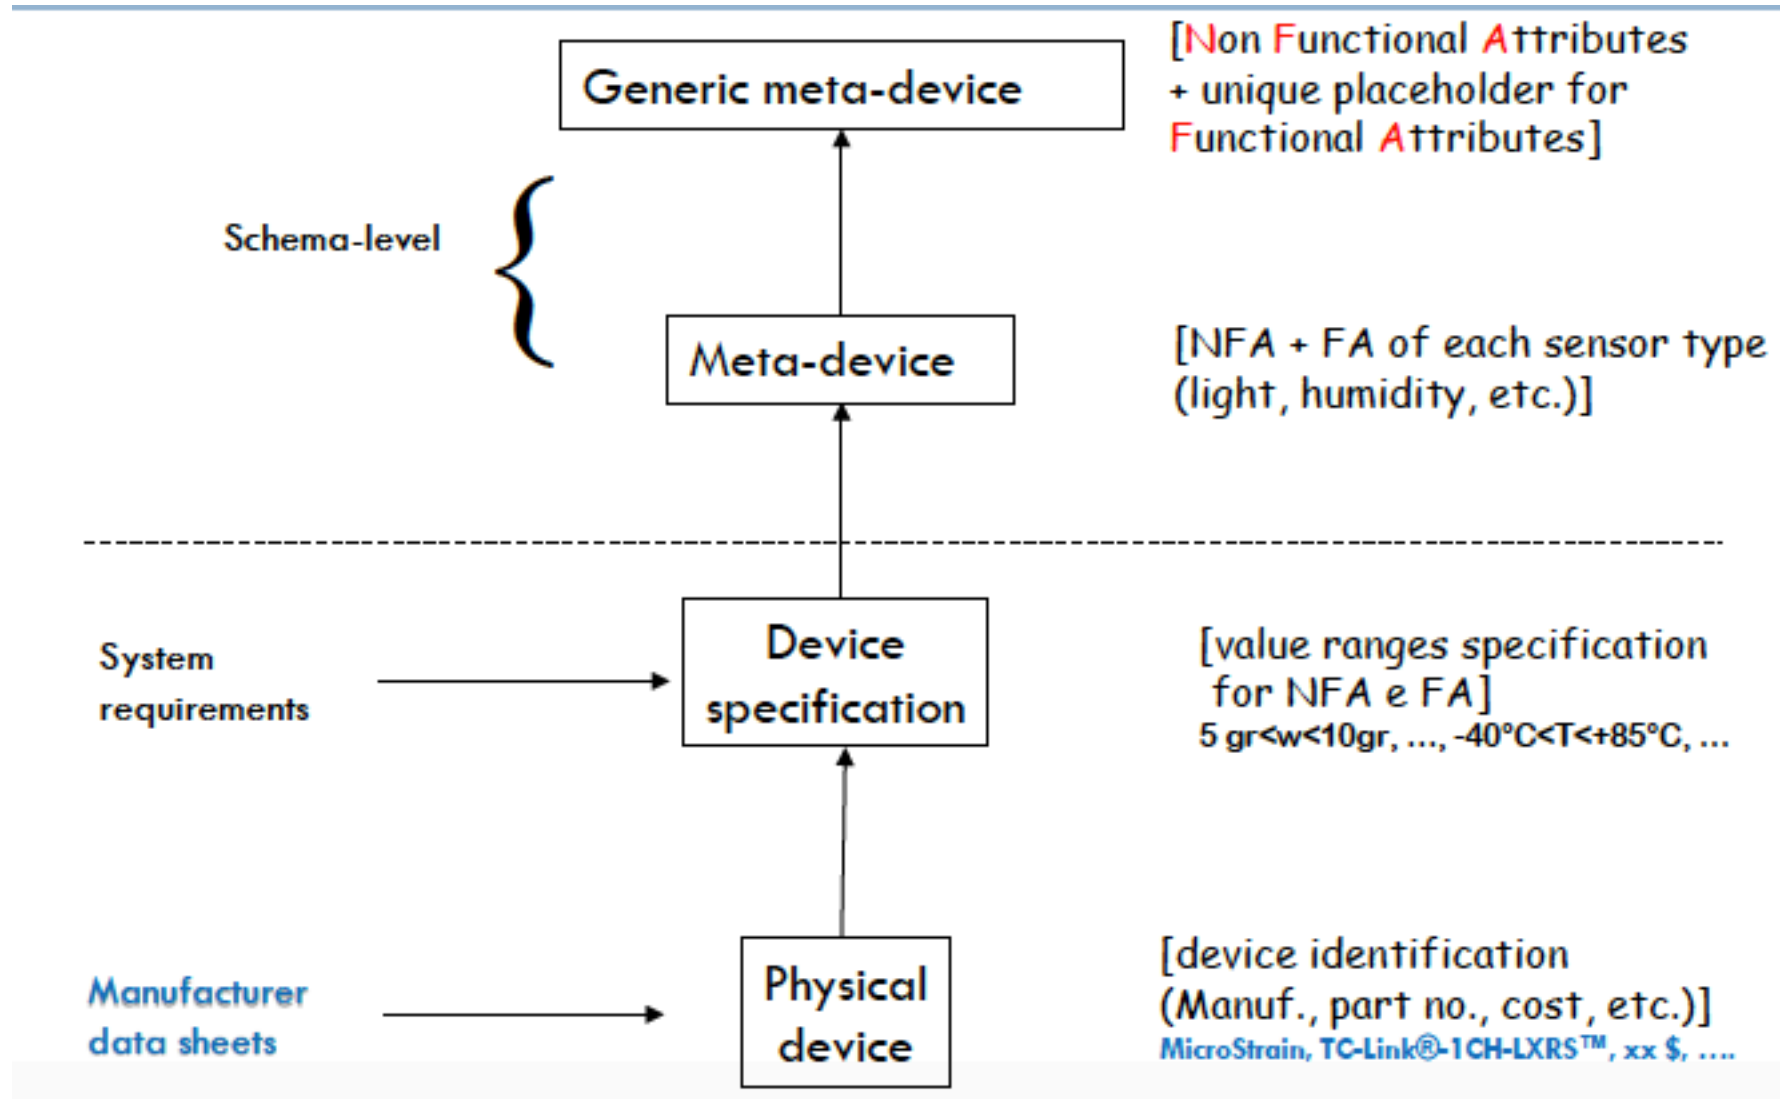 Generic meta-device
[Non Functional Attributes
+ unique placeholder for
Functional Attributes]
Schema-level
{
Meta-device
[NFA + FA of each sensor type
(light, humidity, etc.)]
System
requirements
Device
specification
[value ranges specification
for NFA e FA]
5 gr<w<10gr, ..., -40°C<T<+85°C, ...
Manufacturer
data sheets
Physical
device
[device identification
(Manuf., part no., cost, etc.)]
MicroStrain, TC-Link®-1CH-LXRS™, xx $, ....